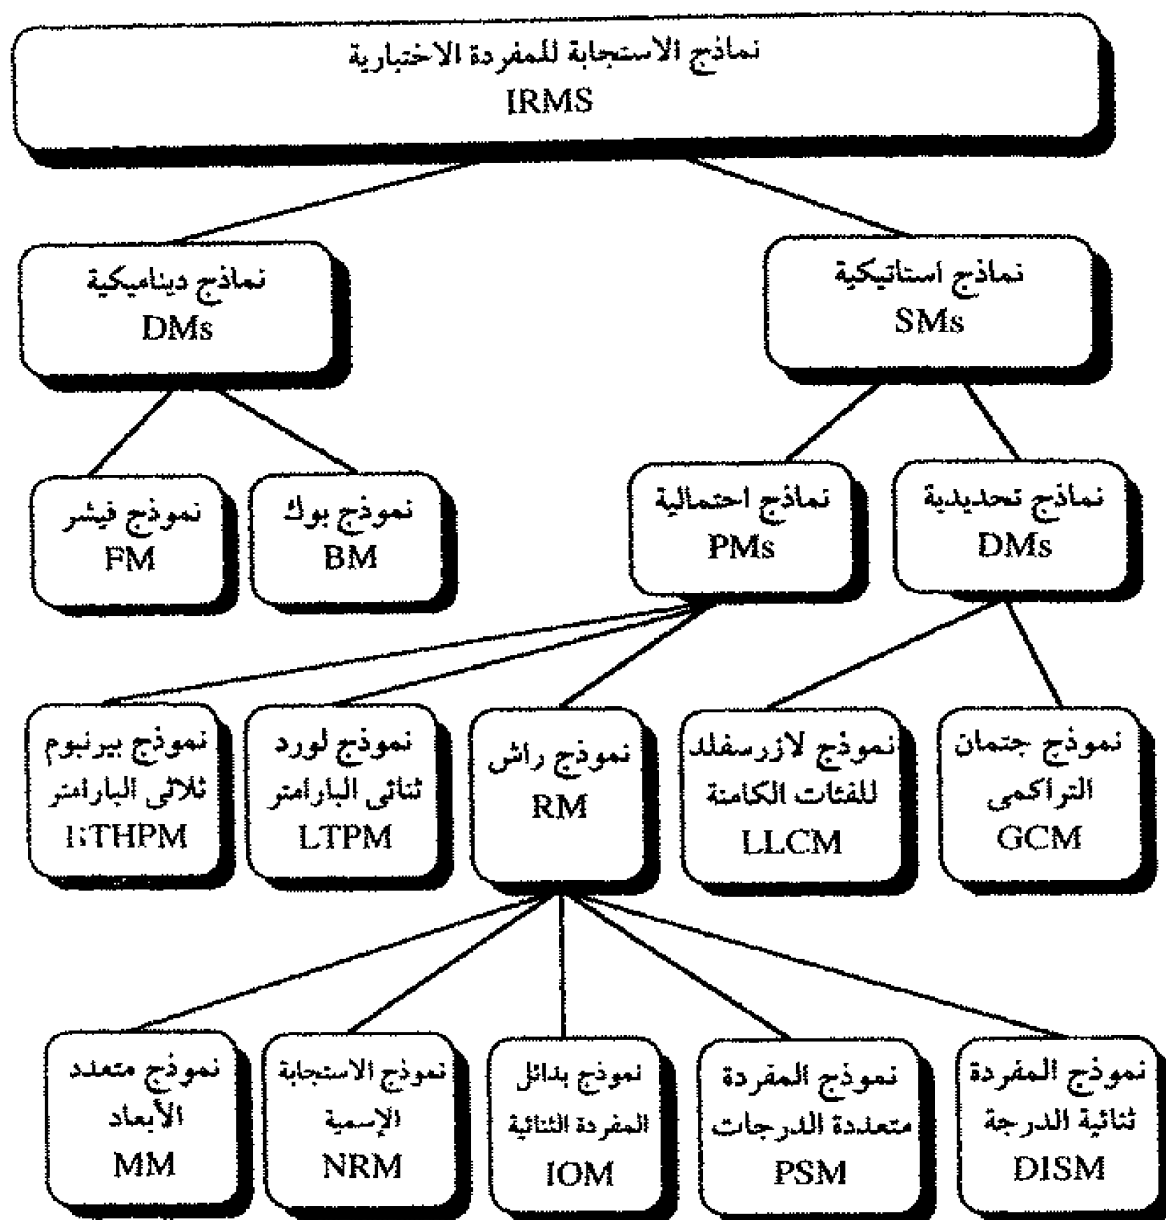 نماذج الاستجابة للمفردة الاختبارية
IRMS
نماذج استاتيكية
SMs
نماذج ديناميكية
DMs
نماذج تحديدية
DMs
نماذج احتمالية
PMs
نموذج بوك
BM
نموذج فيشر
FM
نموذج جتمان
التراكمى
GCM
نموذج لازرسفلد
للفئات الكامنة
LLCM
نموذج راش
RM
نموذج لورد
ثنائى البارامتر
LTPM
نموذج بيرنبوم
ثلاثى البارامتر
نموذج المفردة
ثنائية الدرجة
DISM
نموذج المفردة
متعددة الدرجات
PSM
نموذج بدائل
المفردة الثنائية
IOM
نموذج الاستجابة
الإسمية
NRM
نموذج متعدد
الأبعاد
MM